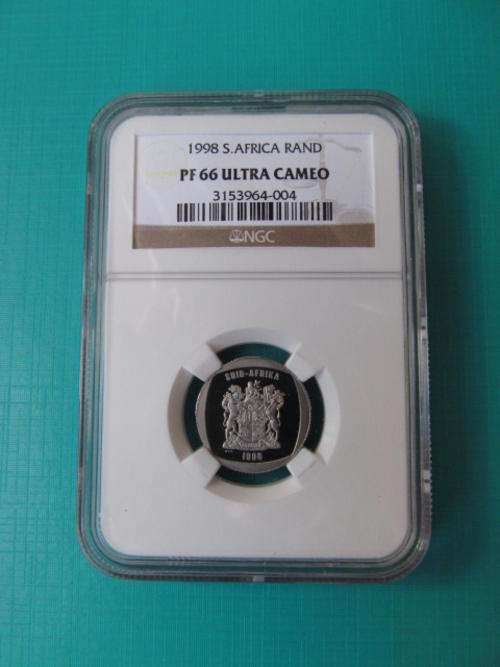 1998 S.AFRICA RAND
PF 66 ULTRA CAMEO
3153964-004
NGC
SUID-AFRIKA
1998